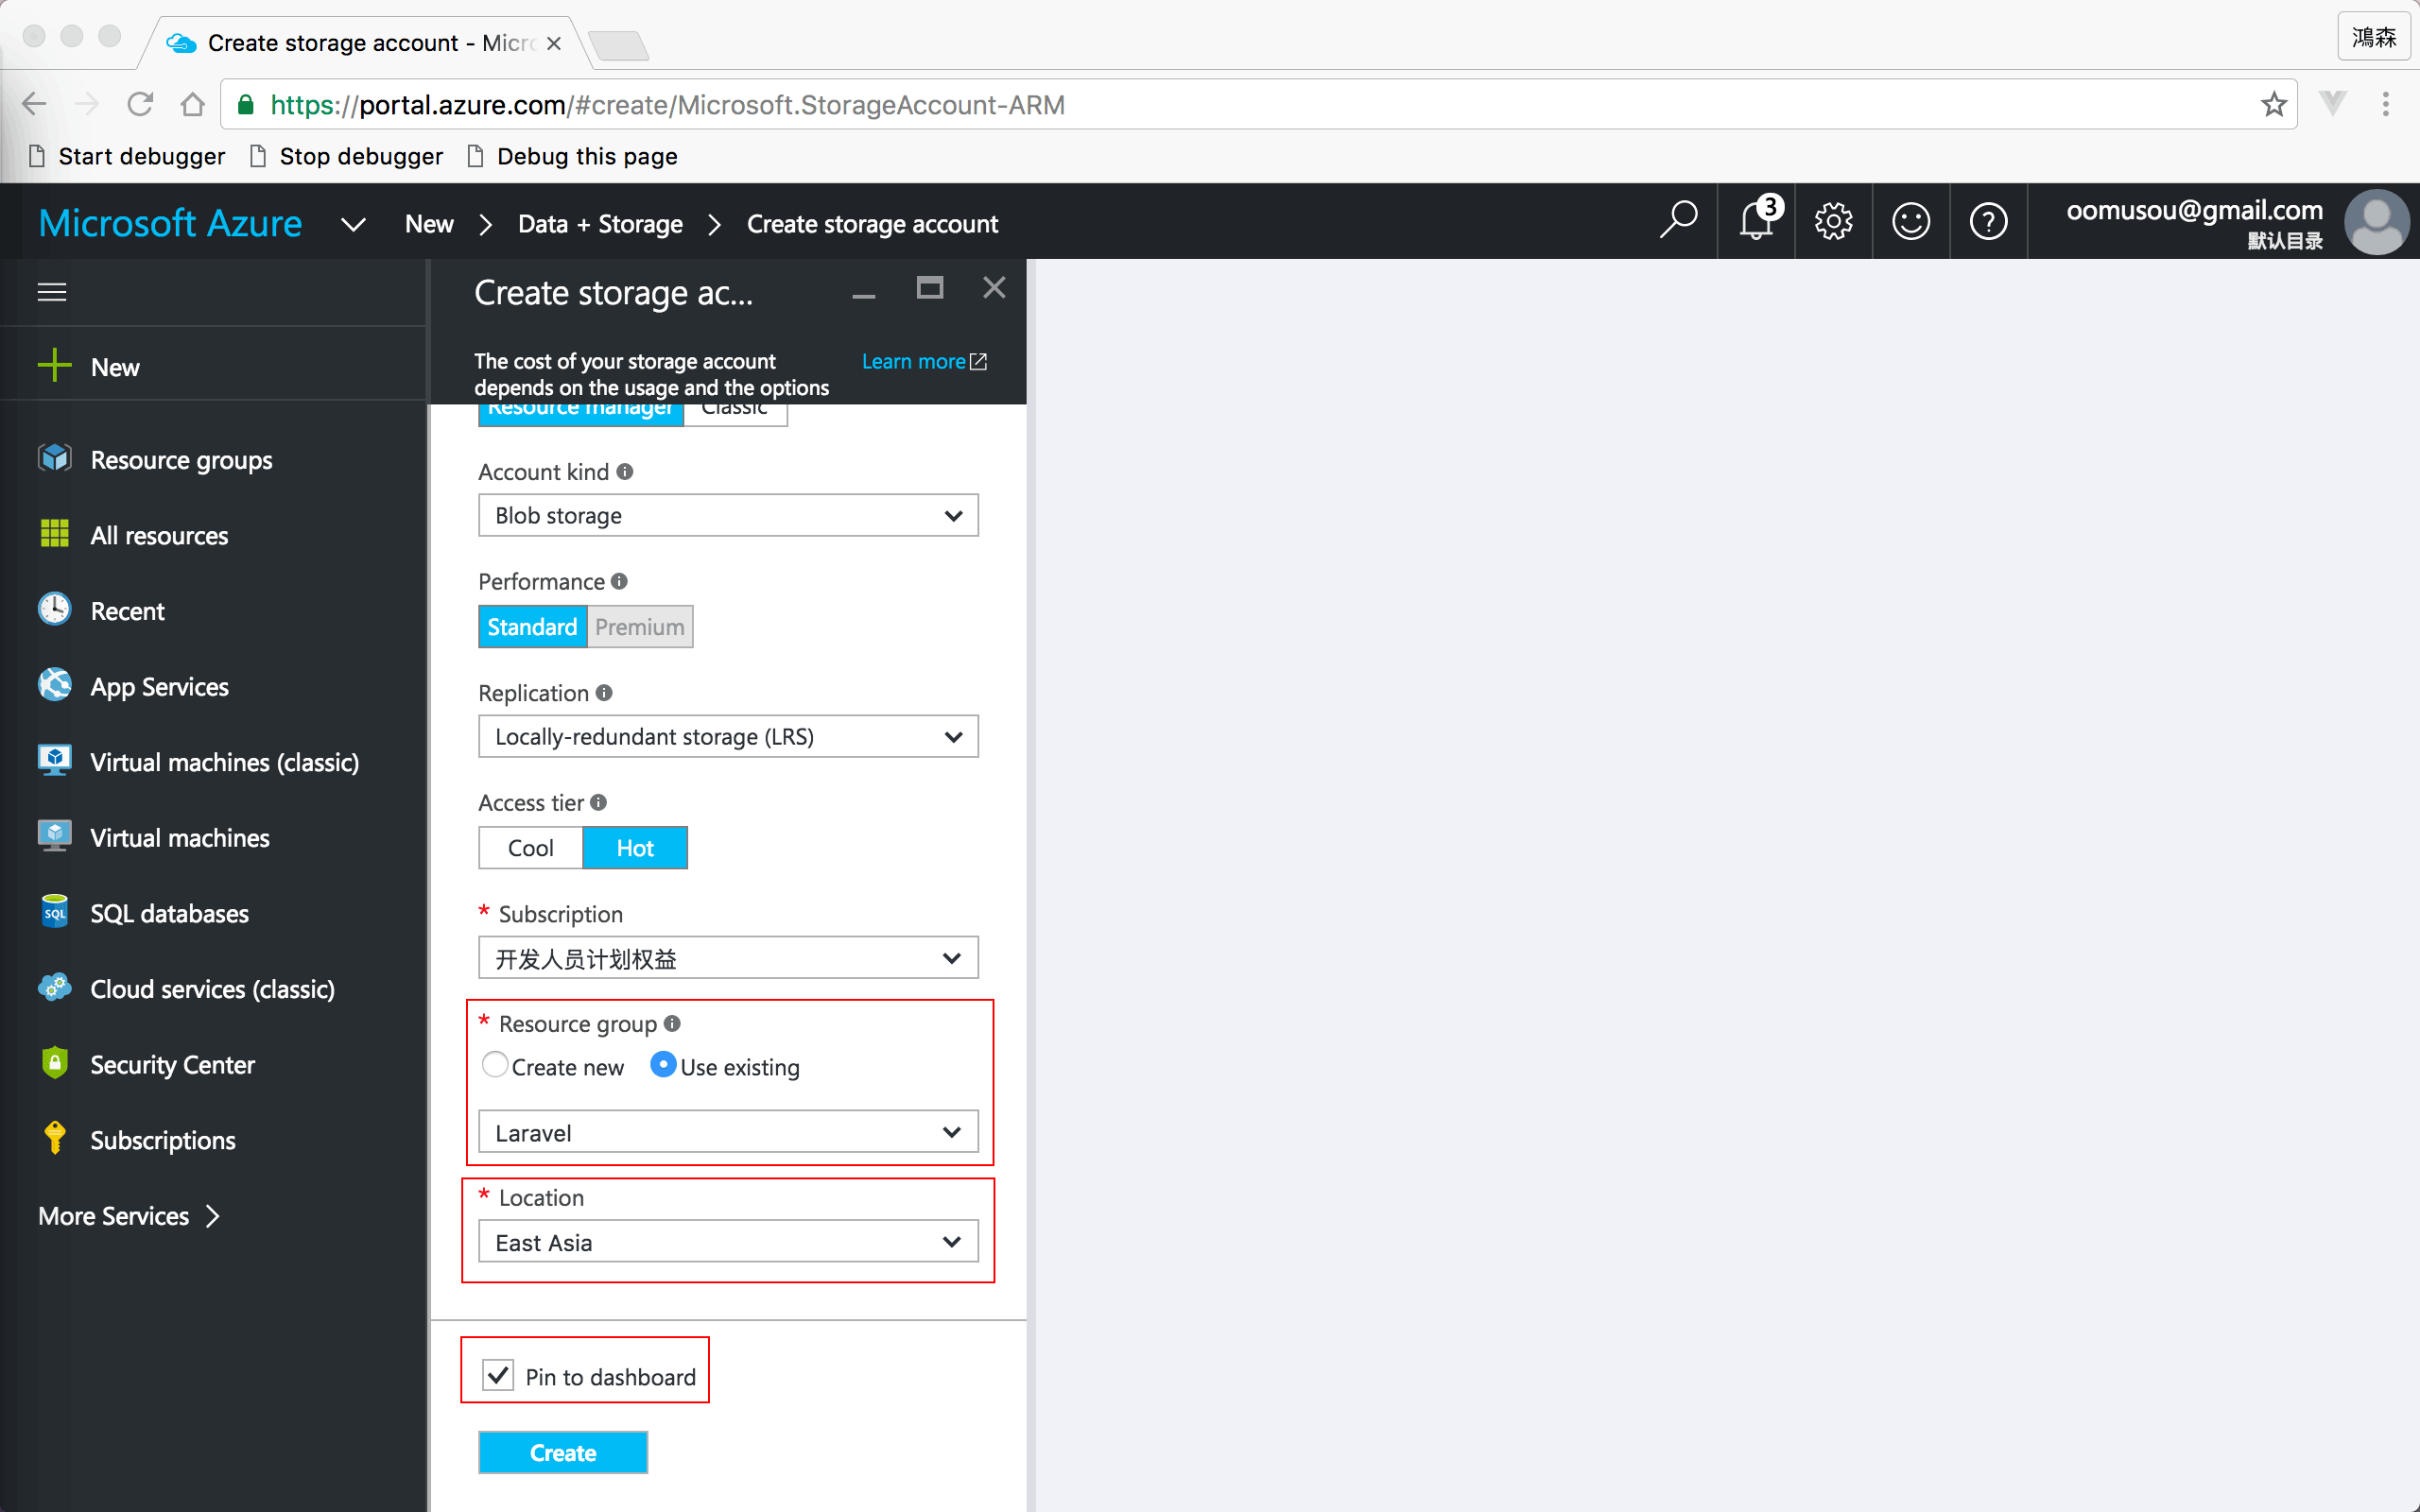 Create storage account - Micro
鴻森
https://portal.azure.com/#create/Microsoft.StorageAccount-ARM
Start debugger
Stop debugger
Debug this page
Microsoft Azure
New
Data + Storage
Create storage account
3
oomusou@gmail.com
默认目录
Create storage ac...
The cost of your storage account
depends on the usage and the options
Learn more
New
Resource groups
All resources
Recent
App Services
Virtual machines (classic)
Virtual machines
SQL
SQL databases
Cloud services (classic)
Security Center
Subscriptions
More Services
Resource manager
Classic
Account kind
Blob storage
Performance
Standard
Premium
Replication
Locally-redundant storage (LRS)
Access tier
Cool
Hot
* Subscription
开发人员计划权益
* Resource group
Create new
Use existing
Laravel
* Location
East Asia
Pin to dashboard
Create